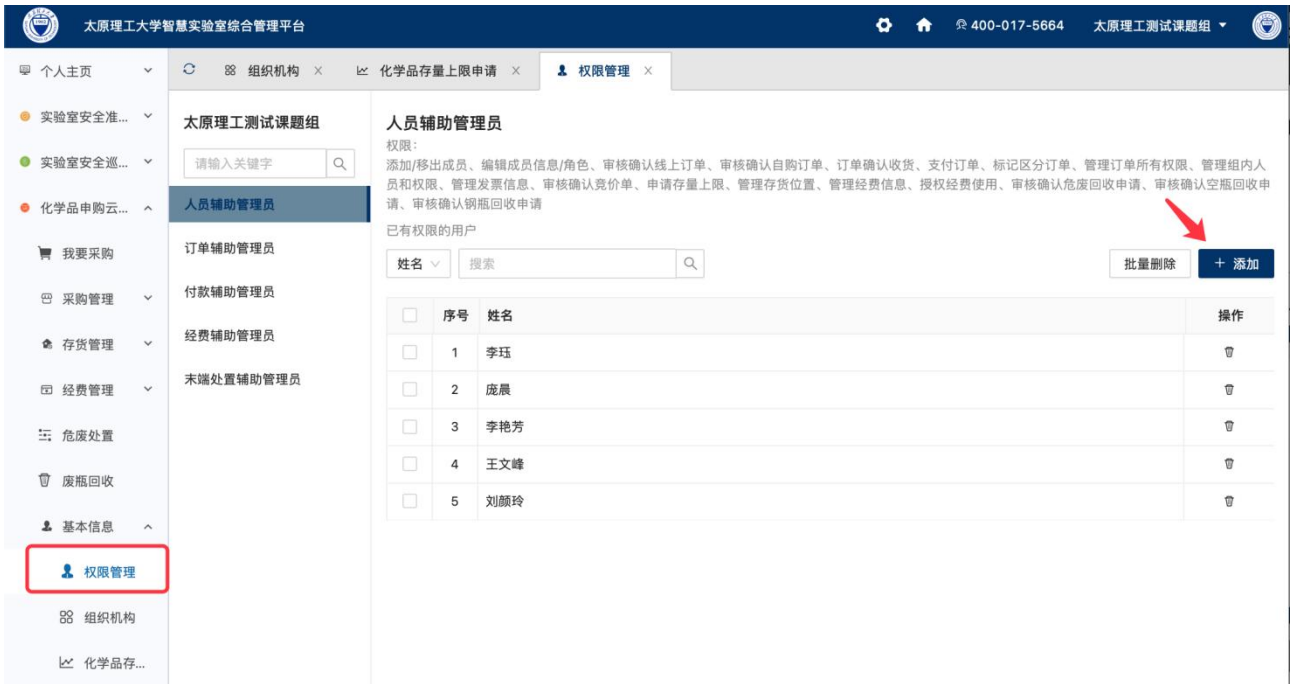 太原理工大学智慧实验室综合管理平台
400-017-5664
太原理工测试课题组
个人主页
实验室安全准...
实验室安全巡...
化学品申购云...
我要采购
采购管理
存货管理
经费管理
危废处置
废瓶回收
基本信息
权限管理
组织机构
化学品存...
组织机构
化学品存量上限申请
权限管理
太原理工测试课题组
请输入关键字
人员辅助管理员
订单辅助管理员
付款辅助管理员
经费辅助管理员
末端处置辅助管理员
人员辅助管理员
权限：
添加/移出成员、编辑成员信息/角色、审核确认线上订单、审核确认自购订单、订单确认收货、支付订单、标记区分订单、管理订单所有权限、管理组内人
员和权限、管理发票信息、审核确认竞价单、申请存量上限、管理存货位置、管理经费信息、授权经费使用、审核确认危废回收申请、审核确认空瓶回收申
请、审核确认钢瓶回收申请
已有权限的用户
姓名 搜索 批量删除 + 添加
序号 姓名 操作
1 李珏
2 庞晨
3 李艳芳
4 王文峰
5 刘颜玲